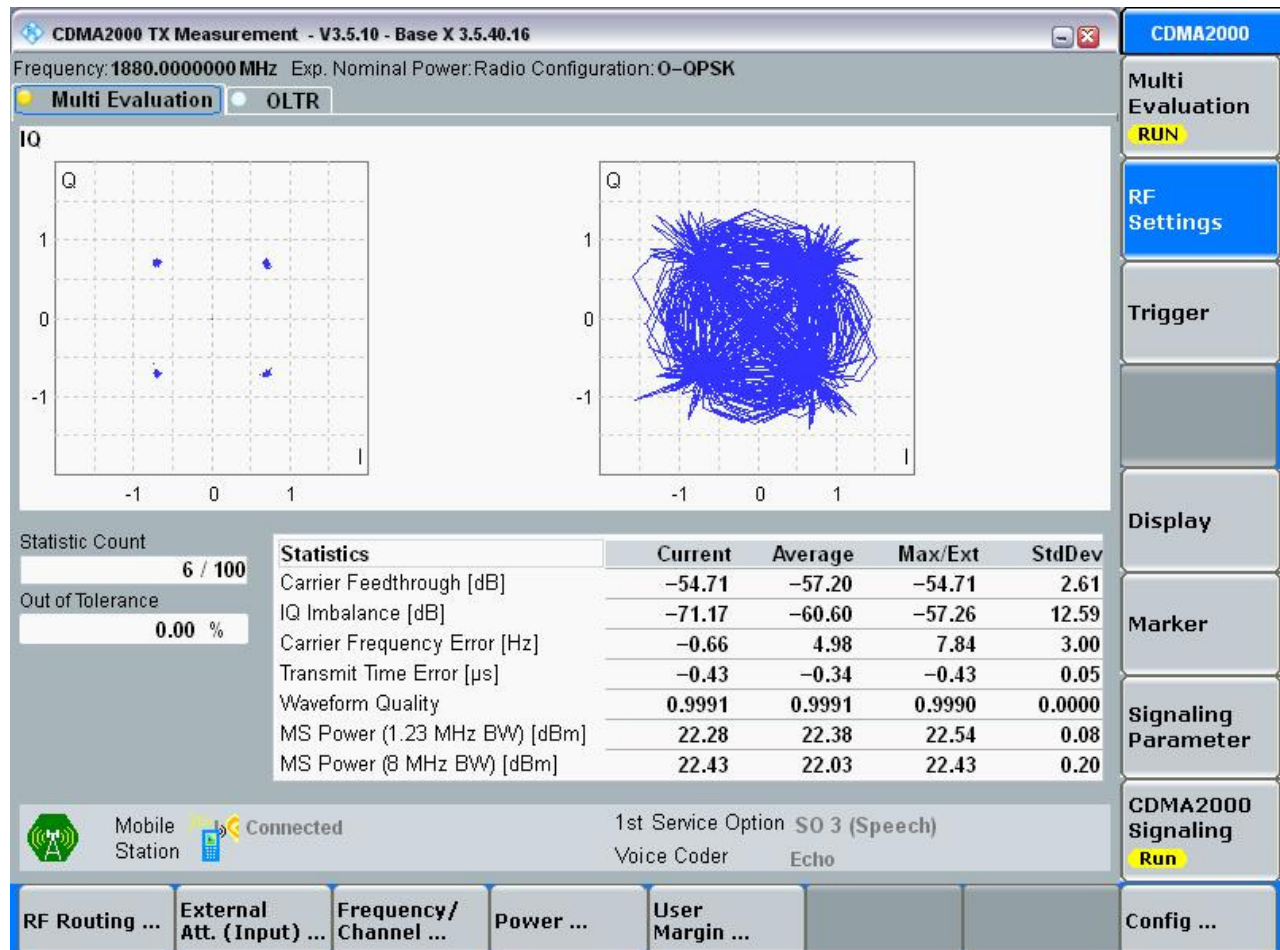 CDMA2000 TX Measurement - V3.5.10 - Base X 3.5.40.16
CDMA2000
Frequency: 1880.0000000 MHz Exp. Nominal Power: Radio Configuration: O-QPSK
Multi Evaluation OLTR
Multi
Evaluation
RUN
IQ
Q
1
0
-1
I
-1 0 1
Q
1
0
-1
I
-1 0 1
RF
Settings
Trigger
Display
Marker
Signaling
Parameter
CDMA2000
Signaling
Run
Statistic Count
6 / 100
Out of Tolerance
0.00 %
Statistics Current Average Max/Ext StdDev
Carrier Feedthrough [dB] −54.71 −57.20 −54.71 2.61
IQ Imbalance [dB] −71.17 −60.60 −57.26 12.59
Carrier Frequency Error [Hz] −0.66 4.98 7.84 3.00
Transmit Time Error [µs] −0.43 −0.34 −0.43 0.05
Waveform Quality 0.9991 0.9991 0.9990 0.0000
MS Power (1.23 MHz BW) [dBm] 22.28 22.38 22.54 0.08
MS Power (8 MHz BW) [dBm] 22.43 22.03 22.43 0.20
Mobile
Station
Connected
1st Service Option SO 3 (Speech)
Voice Coder Echo
RF Routing ...
External
Att. (Input) ...
Frequency/
Channel ...
Power ...
User
Margin ...
Config ...